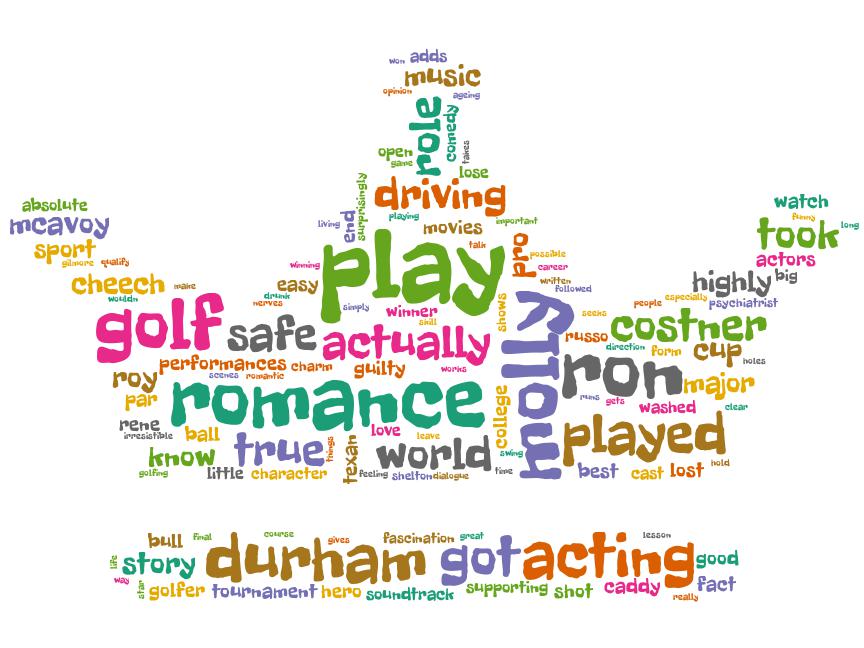 won adds
music
opinion ageing
role comedy takes
open
game
lose
surprisingly
driving
absolute
mcavoy
sport
gilmore qualify
cheech make
wouldn
living end playing important
movies
talk
play
pro possible
career
written
followed
watch
funny
took long
actors
highly big
psychiatrist
especially
people
winning
easy
drunk
nerves
simply
winner
skill
shows
molly
seeks
costner
russo
direction form cup holes
golf safe actually
performances charm guilty works
scenes romantic
roy
par
romance
ron major
runs gets washed clear
rene
irresistible ball
love leave
college
played
true things
texan
world
swing
know
golfing little character
feeling shelton dialogue time
best cast lost hold
bull final course gives fascination great lesson
life story durham got acting good
way star golfer tournament hero soundtrack supporting shot caddy really fact